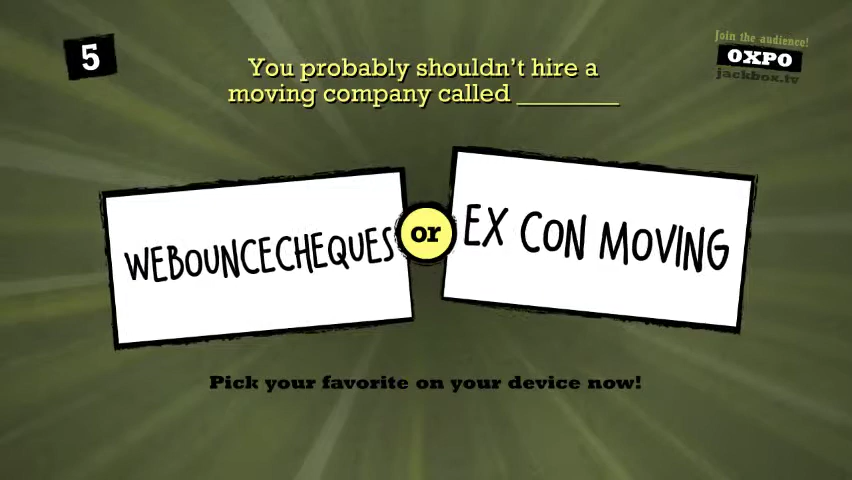 5
You probably shouldn't hire a
moving company called ________
Join the audience!
OXPO
jackbox.tv
WEBOUNCECHEQUES
or
EX CON MOVING
Pick your favorite on your device now!